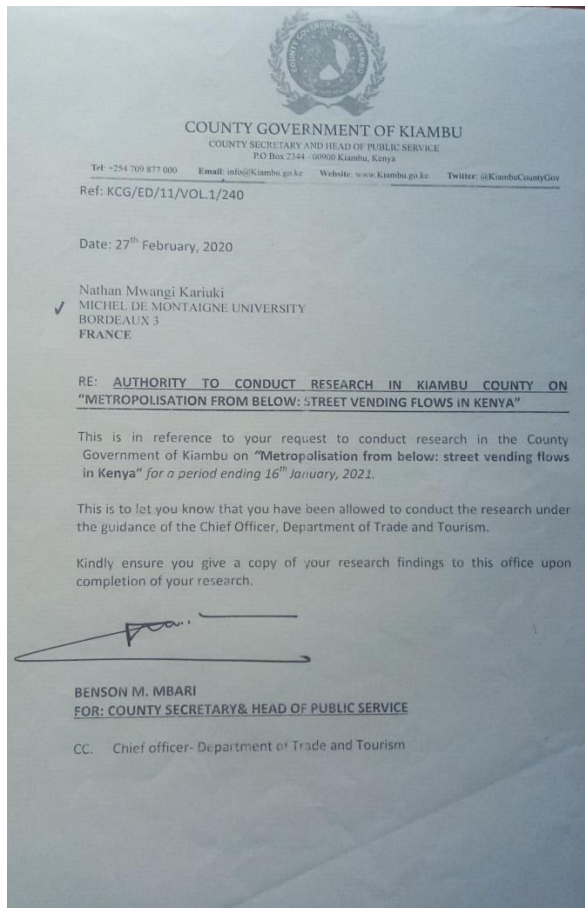 COUNTY GOVERNMENT OF KIAMBU
COUNTY GOVERNMENT OF KIAMBU
COUNTY SECRETARY AND HEAD OF PUBLIC SERVICE
P.O Box 2344 - 00900 Kiambu, Kenya
Tel: +254 709 877 000 Email: info@Kiambu.go.ke Website: www.Kiambu.go.ke Twitter: @KiambuCountyGov
Ref: KCG/ED/11/VOL.1/240
Date: 27th February, 2020
Nathan Mwangi Kariuki
MICHEL DE MONTAIGNE UNIVERSITY
BORDEAUX 3
FRANCE
RE: AUTHORITY TO CONDUCT RESEARCH IN KIAMBU COUNTY ON
"METROPOLISATION FROM BELOW: STREET VENDING FLOWS IN KENYA"
This is in reference to your request to conduct research in the County
Government of Kiambu on "Metropolisation from below: street vending flows
in Kenya" for a period ending 16th January, 2021.
This is to let you know that you have been allowed to conduct the research under
the guidance of the Chief Officer, Department of Trade and Tourism.
Kindly ensure you give a copy of your research findings to this office upon
completion of your research.
BENSON M. MBARI
FOR: COUNTY SECRETARY& HEAD OF PUBLIC SERVICE
CC. Chief officer- Department of Trade and Tourism